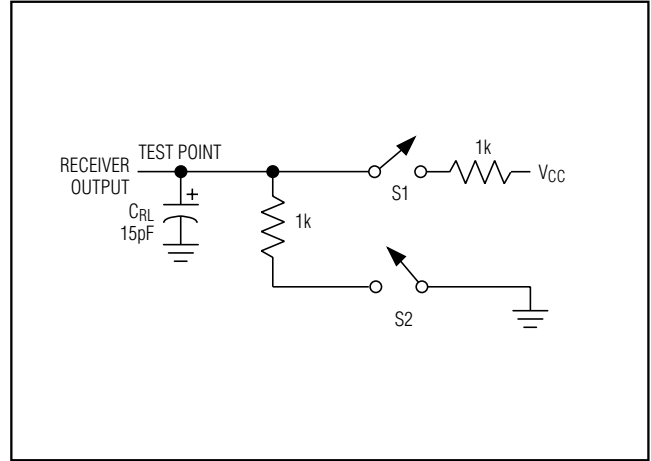 RECEIVER
OUTPUT
TEST POINT
+
CRL
15pF
1k
S1
1k
VCC
S2